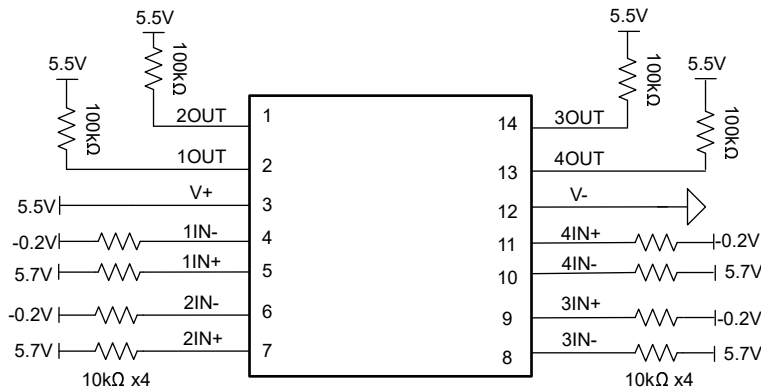 5.5V
5.5V
5.5V
5.5V
100kΩ
100kΩ
100kΩ
100kΩ
2OUT 1
14 3OUT
1OUT 2
13 4OUT
5.5V V+ 3
12 V-
-0.2V 1IN- 4
11 4IN+ -0.2V
5.7V 1IN+ 5
10 4IN- 5.7V
-0.2V 2IN- 6
9 3IN+ -0.2V
5.7V 2IN+ 7
8 3IN- 5.7V
10kΩ x4
10kΩ x4